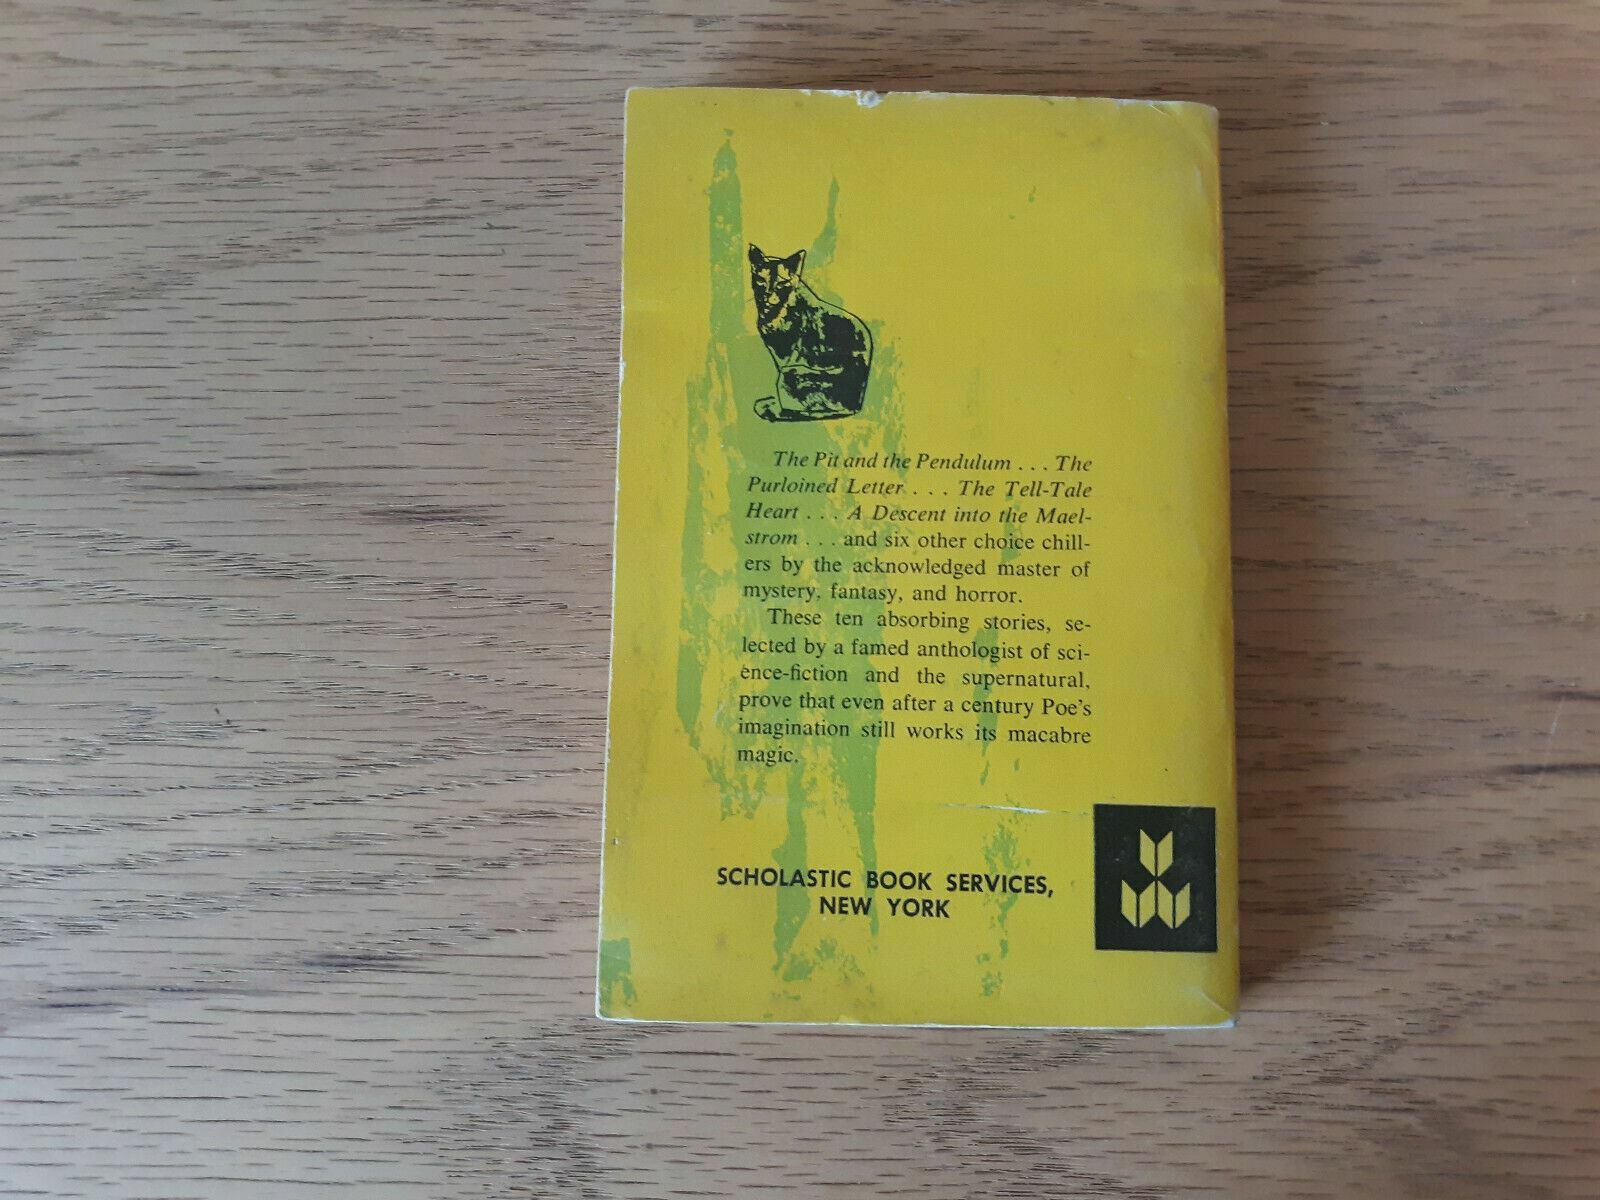 The Pit and the Pendulum . . . The
Purloined Letter . . . The Tell-Tale
Heart . . . A Descent into the Mael-
strom . . . and six other choice chill-
ers by the acknowledged master of
mystery, fantasy, and horror.
These ten absorbing stories, se-
lected by a famed anthologist of sci-
ence-fiction and the supernatural,
prove that even after a century Poe's
imagination still works its macabre
magic.
SCHOLASTIC BOOK SERVICES,
NEW YORK